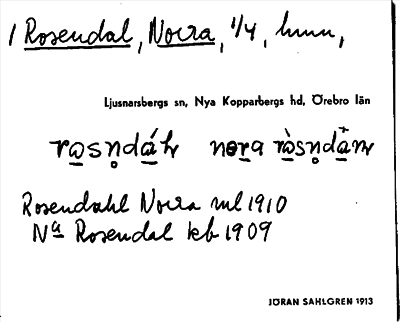 1 Rosendal, Norra, 1/4, hmn,
Ljusnarsbergs sn, Nya Kopparbergs hd, Örebro län
nora
Rosendahl Norra ml 1910
Na Rosendal kb 1909
JÖRAN SAHLGREN 1913